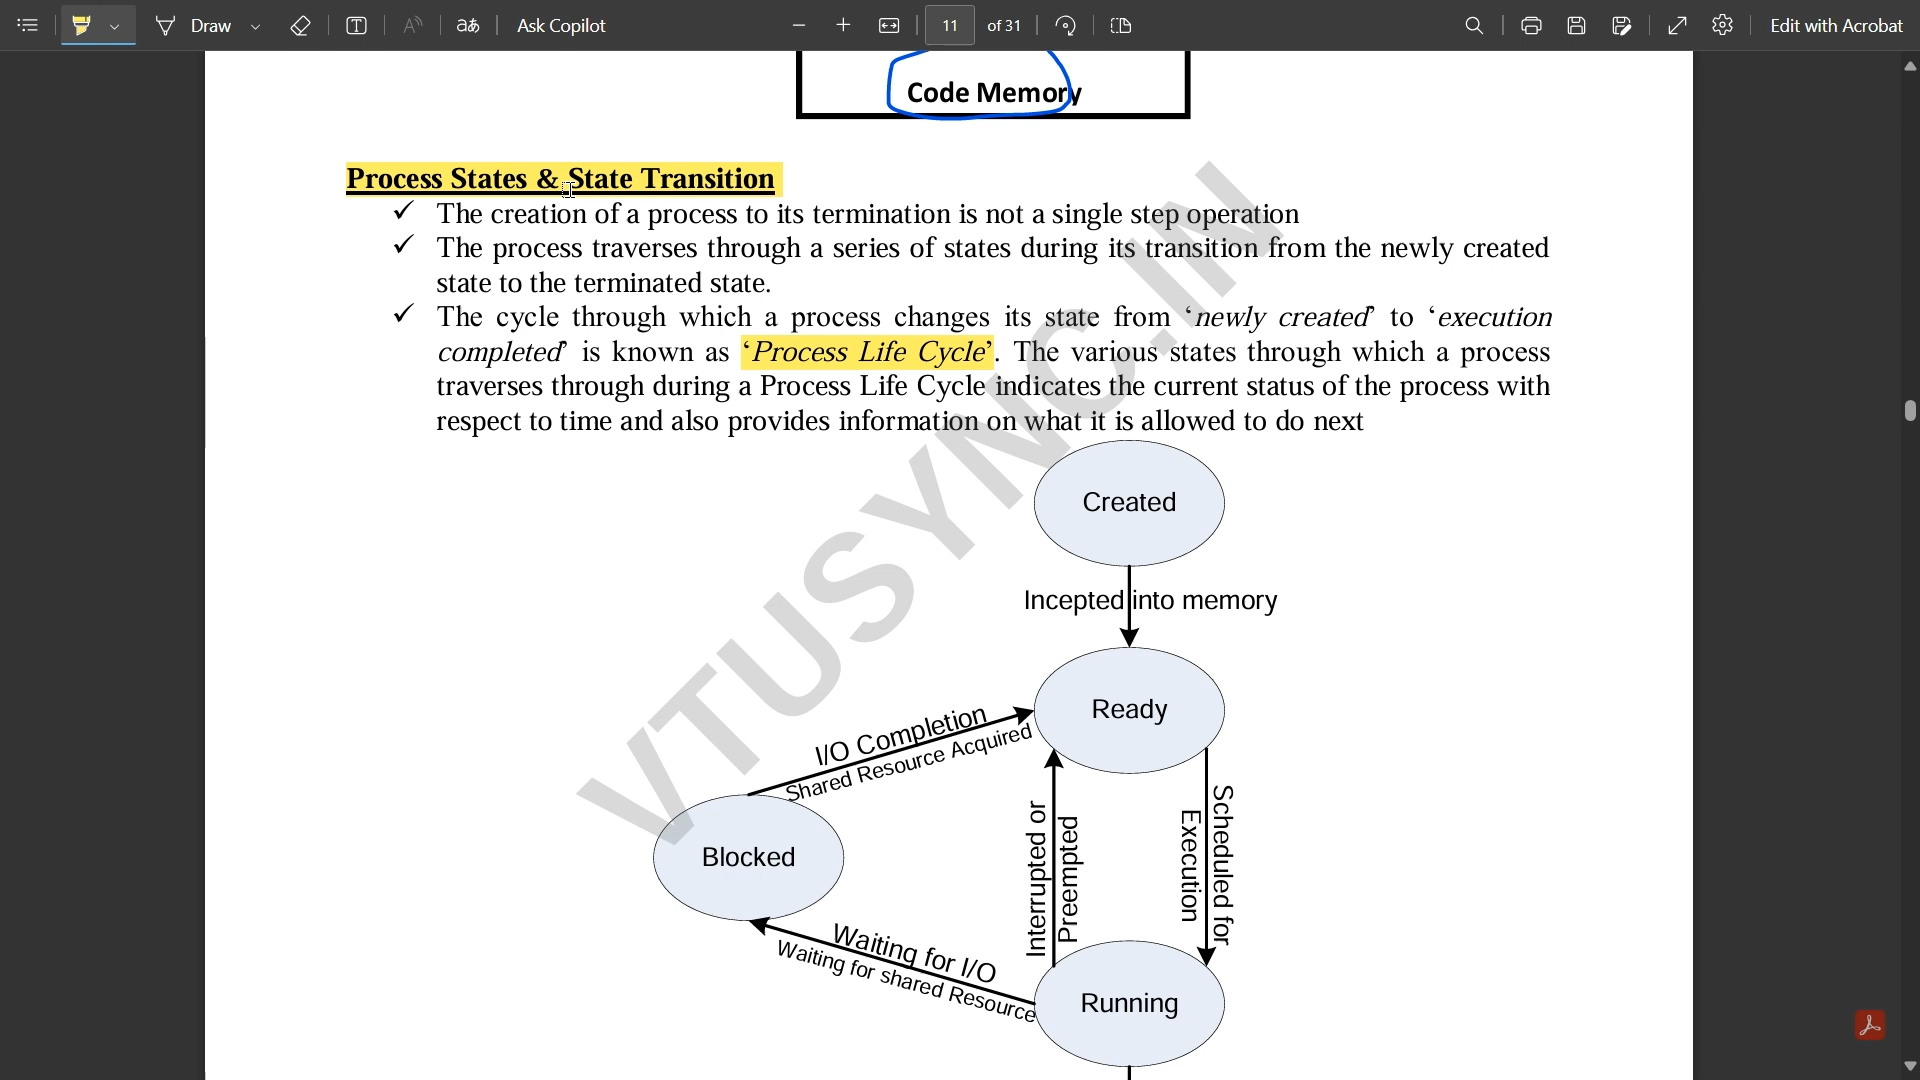 Draw
A
aあ
Ask Copilot
11
of 31
Edit with Acrobat
Code Memory
Process States & State Transition
✓ The creation of a process to its termination is not a single step operation
✓ The process traverses through a series of states during its transition from the newly created
state to the terminated state.
✓ The cycle through which a process changes its state from ‘newly created’ to ‘execution
completed’ is known as ‘Process Life Cycle’. The various states through which a process
traverses through during a Process Life Cycle indicates the current status of the process with
respect to time and also provides information on what it is allowed to do next
Created
Incepted into memory
Ready
I/O Completion
Shared Resource Acquired
Interrupted or
Preempted
Scheduled for
Execution
Blocked
Waiting for I/O
Waiting for shared Resource
Running
VTUSYNC.IN